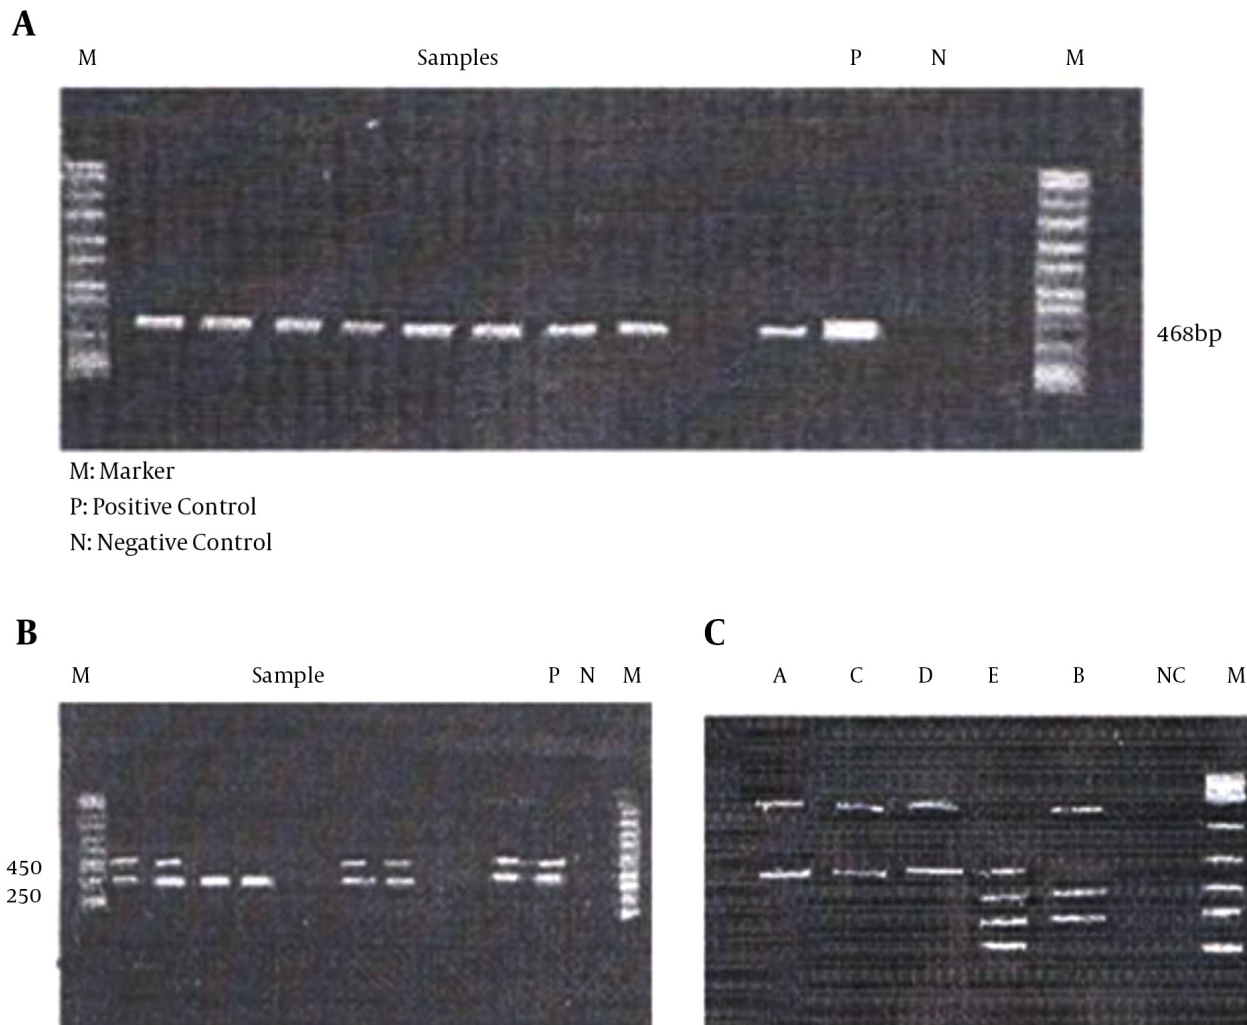 A
M Samples P N M
468bp
M: Marker
P: Positive Control
N: Negative Control
B
M Sample P N M
450
250
C
A C D E B NC M